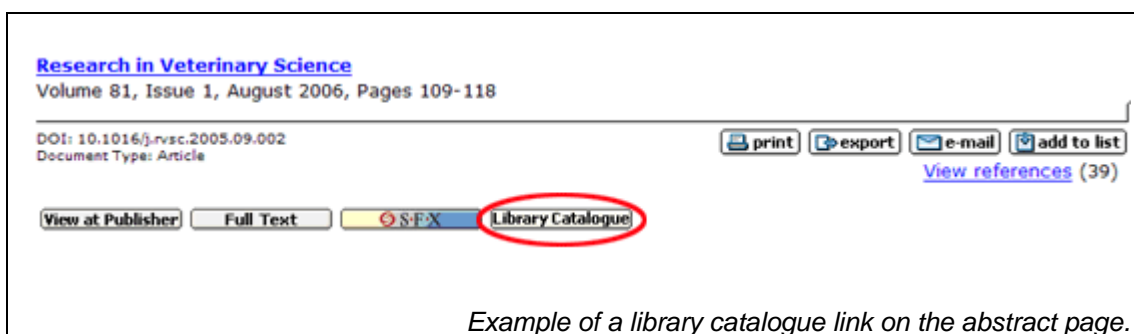 Research in Veterinary Science
Volume 81, Issue 1, August 2006, Pages 109-118
DOI: 10.1016/j.rvsc.2005.09.002
Document Type: Article
print export e-mail add to list
View references (39)
View at Publisher Full Text S·F·X Library Catalogue
Example of a library catalogue link on the abstract page.